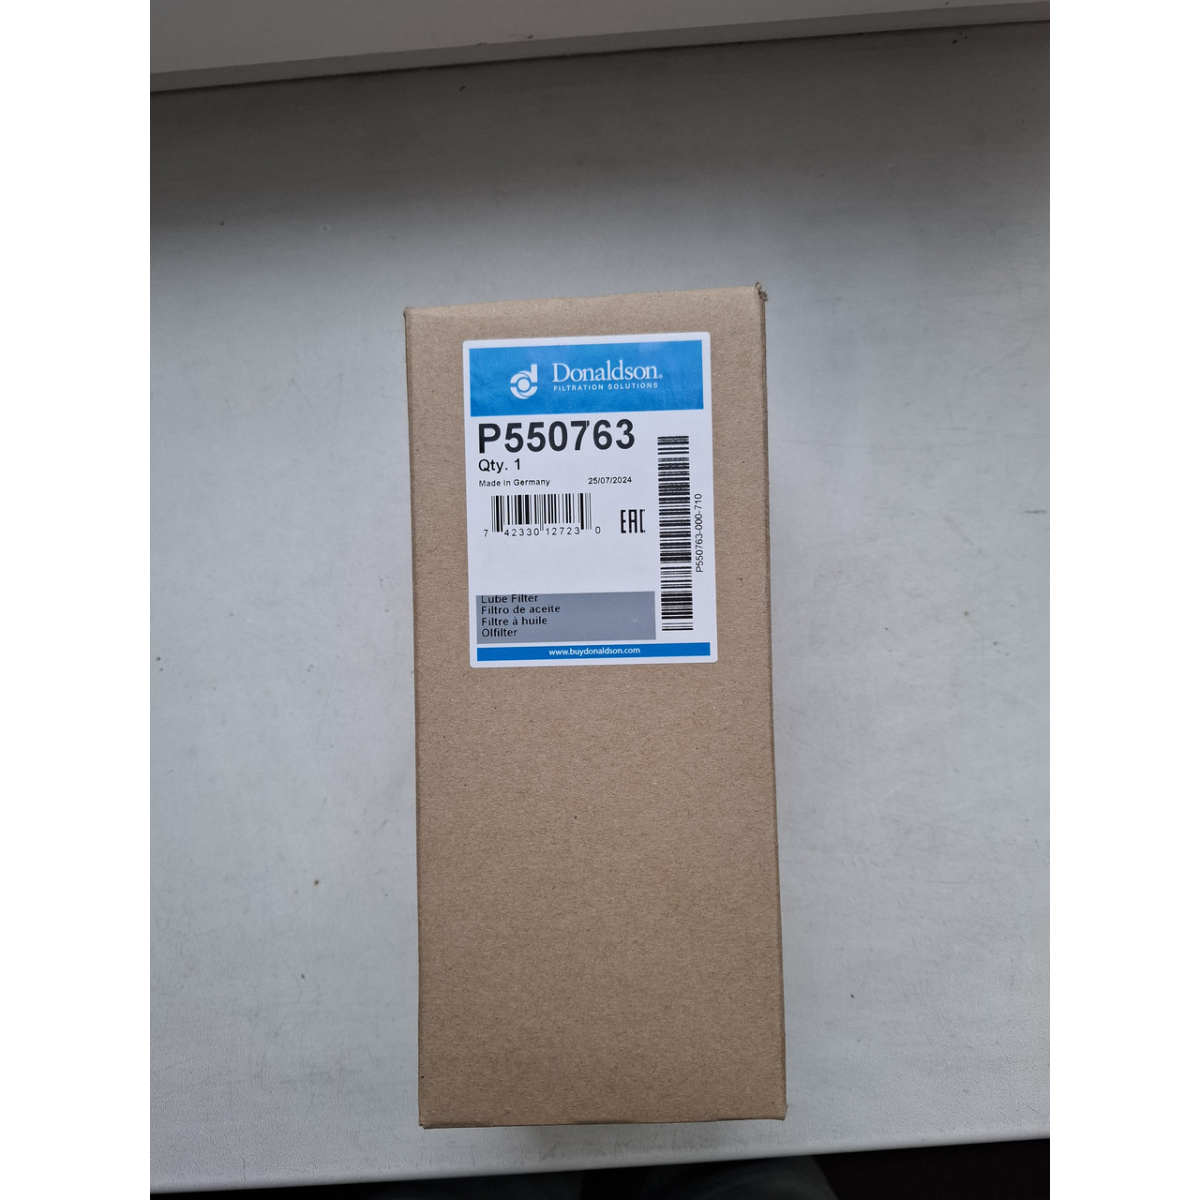 Donaldson®
FILTRATION SOLUTIONS
P550763
Qty. 1
Made in Germany 25/07/2024
7 42330 12723 0
EAC
P550763-000-710
Lube Filter
Filtro de aceite
Filtre à huile
Olfilter
www.buydonaldson.com